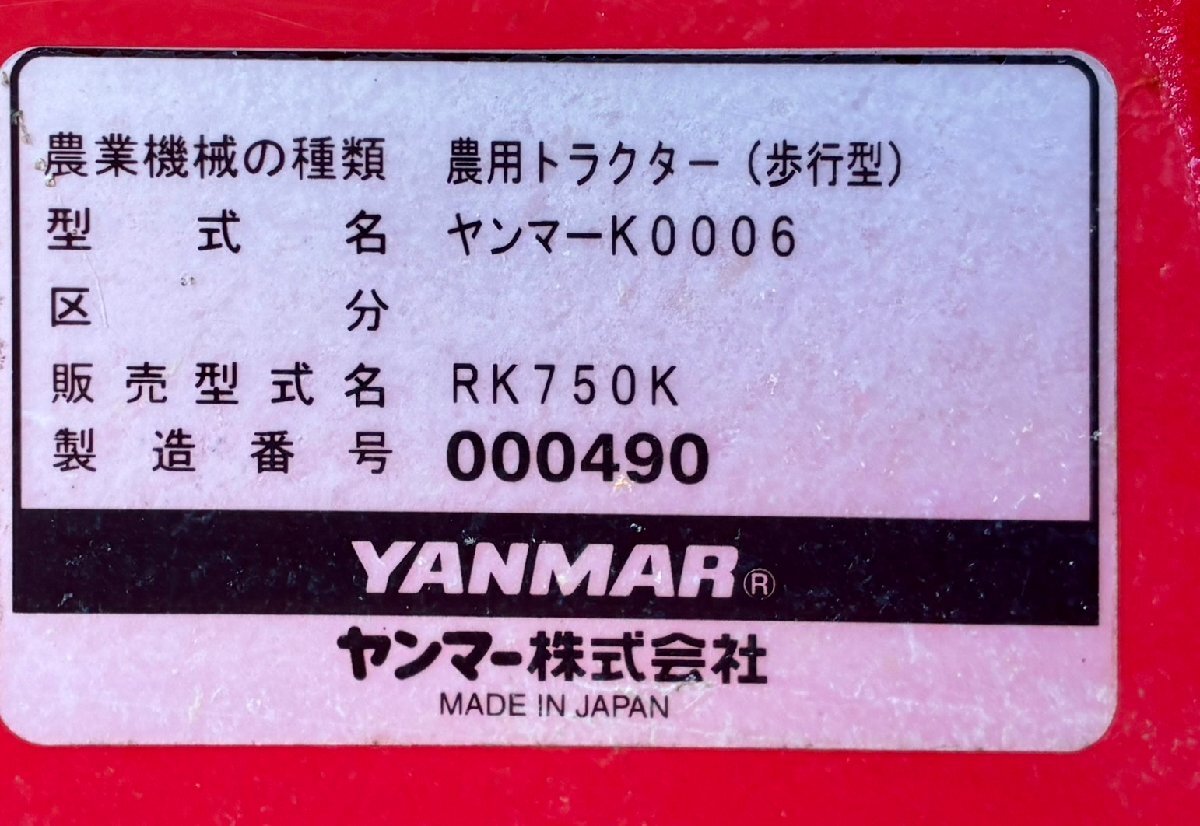 農業機械の種類 農用トラクター(歩行型)
型式名 ヤンマーK0006
区分
販売型式名 RK750K
製造番号 000490
YANMAR®
ヤンマー株式会社
MADE IN JAPAN